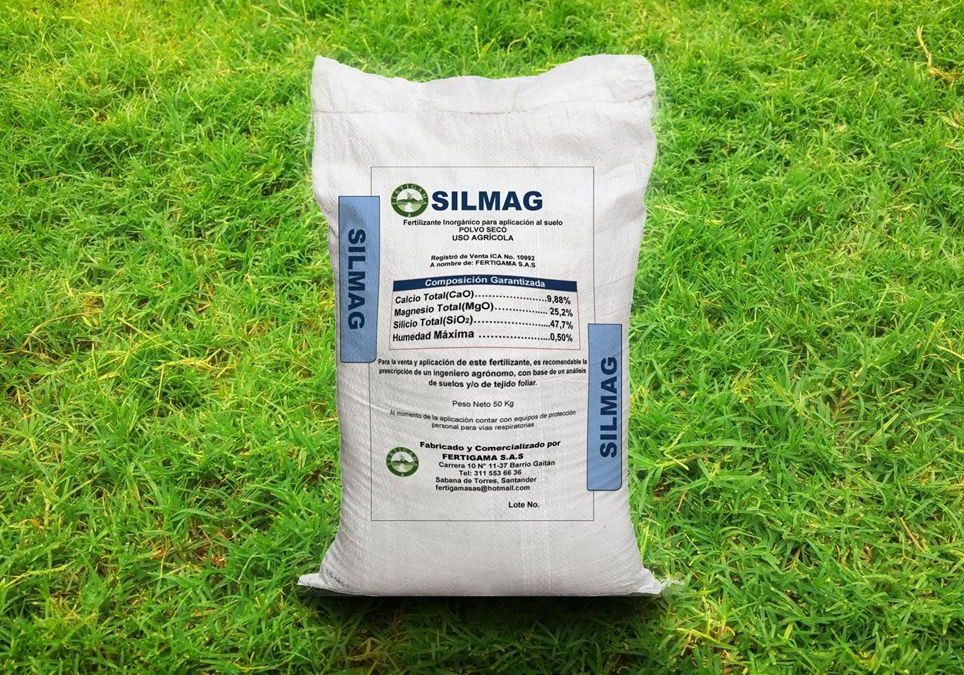 FERTIGAMA
SILMAG
Fertilizante Inorgánico para aplicación al suelo
POLVO SECO
USO AGRÍCOLA
Registró de Venta ICA No. 10992
A nombre de: FERTIGAMA S.A.S
Composición Garantizada
Calcio Total(CaO)........................9,88%
Magnesio Total(MgO)................ 25,2%
Silicio Total(SiO₂).......................47,7%
Humedad Máxima .....................0,50%
Para la venta y aplicación de este fertilizante, es recomendable la
prescripción de un ingeniero agrónomo, con base de un análisis
de suelos y/o de tejido foliar.
Peso Neto 50 Kg
Al momento de la aplicación contar con equipos de protección
personal para vías respiratorias
Fabricado y Comercializado por
FERTIGAMA S.A.S
Carrera 10 N° 11-37 Barrio Gaitán
Tel: 311 553 66 36
Sabana de Torres, Santander
fertigamasas@hotmail.com
Lote No.
SILMAG
SILMAG